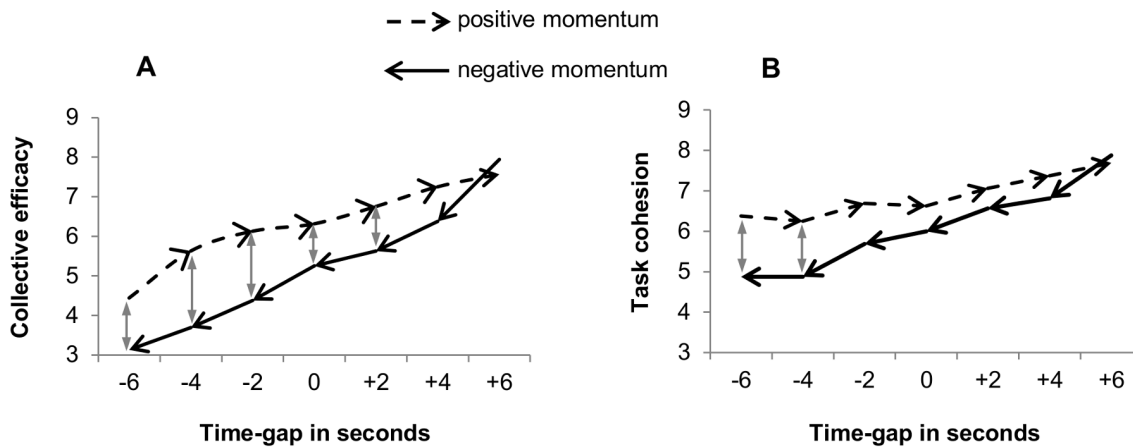 positive momentum
negative momentum
A
B
Collective efficacy
9
8
7
6
5
4
3
-6 -4 -2 0 +2 +4 +6
Time-gap in seconds
Task cohesion
9
8
7
6
5
4
3
-6 -4 -2 0 +2 +4 +6
Time-gap in seconds